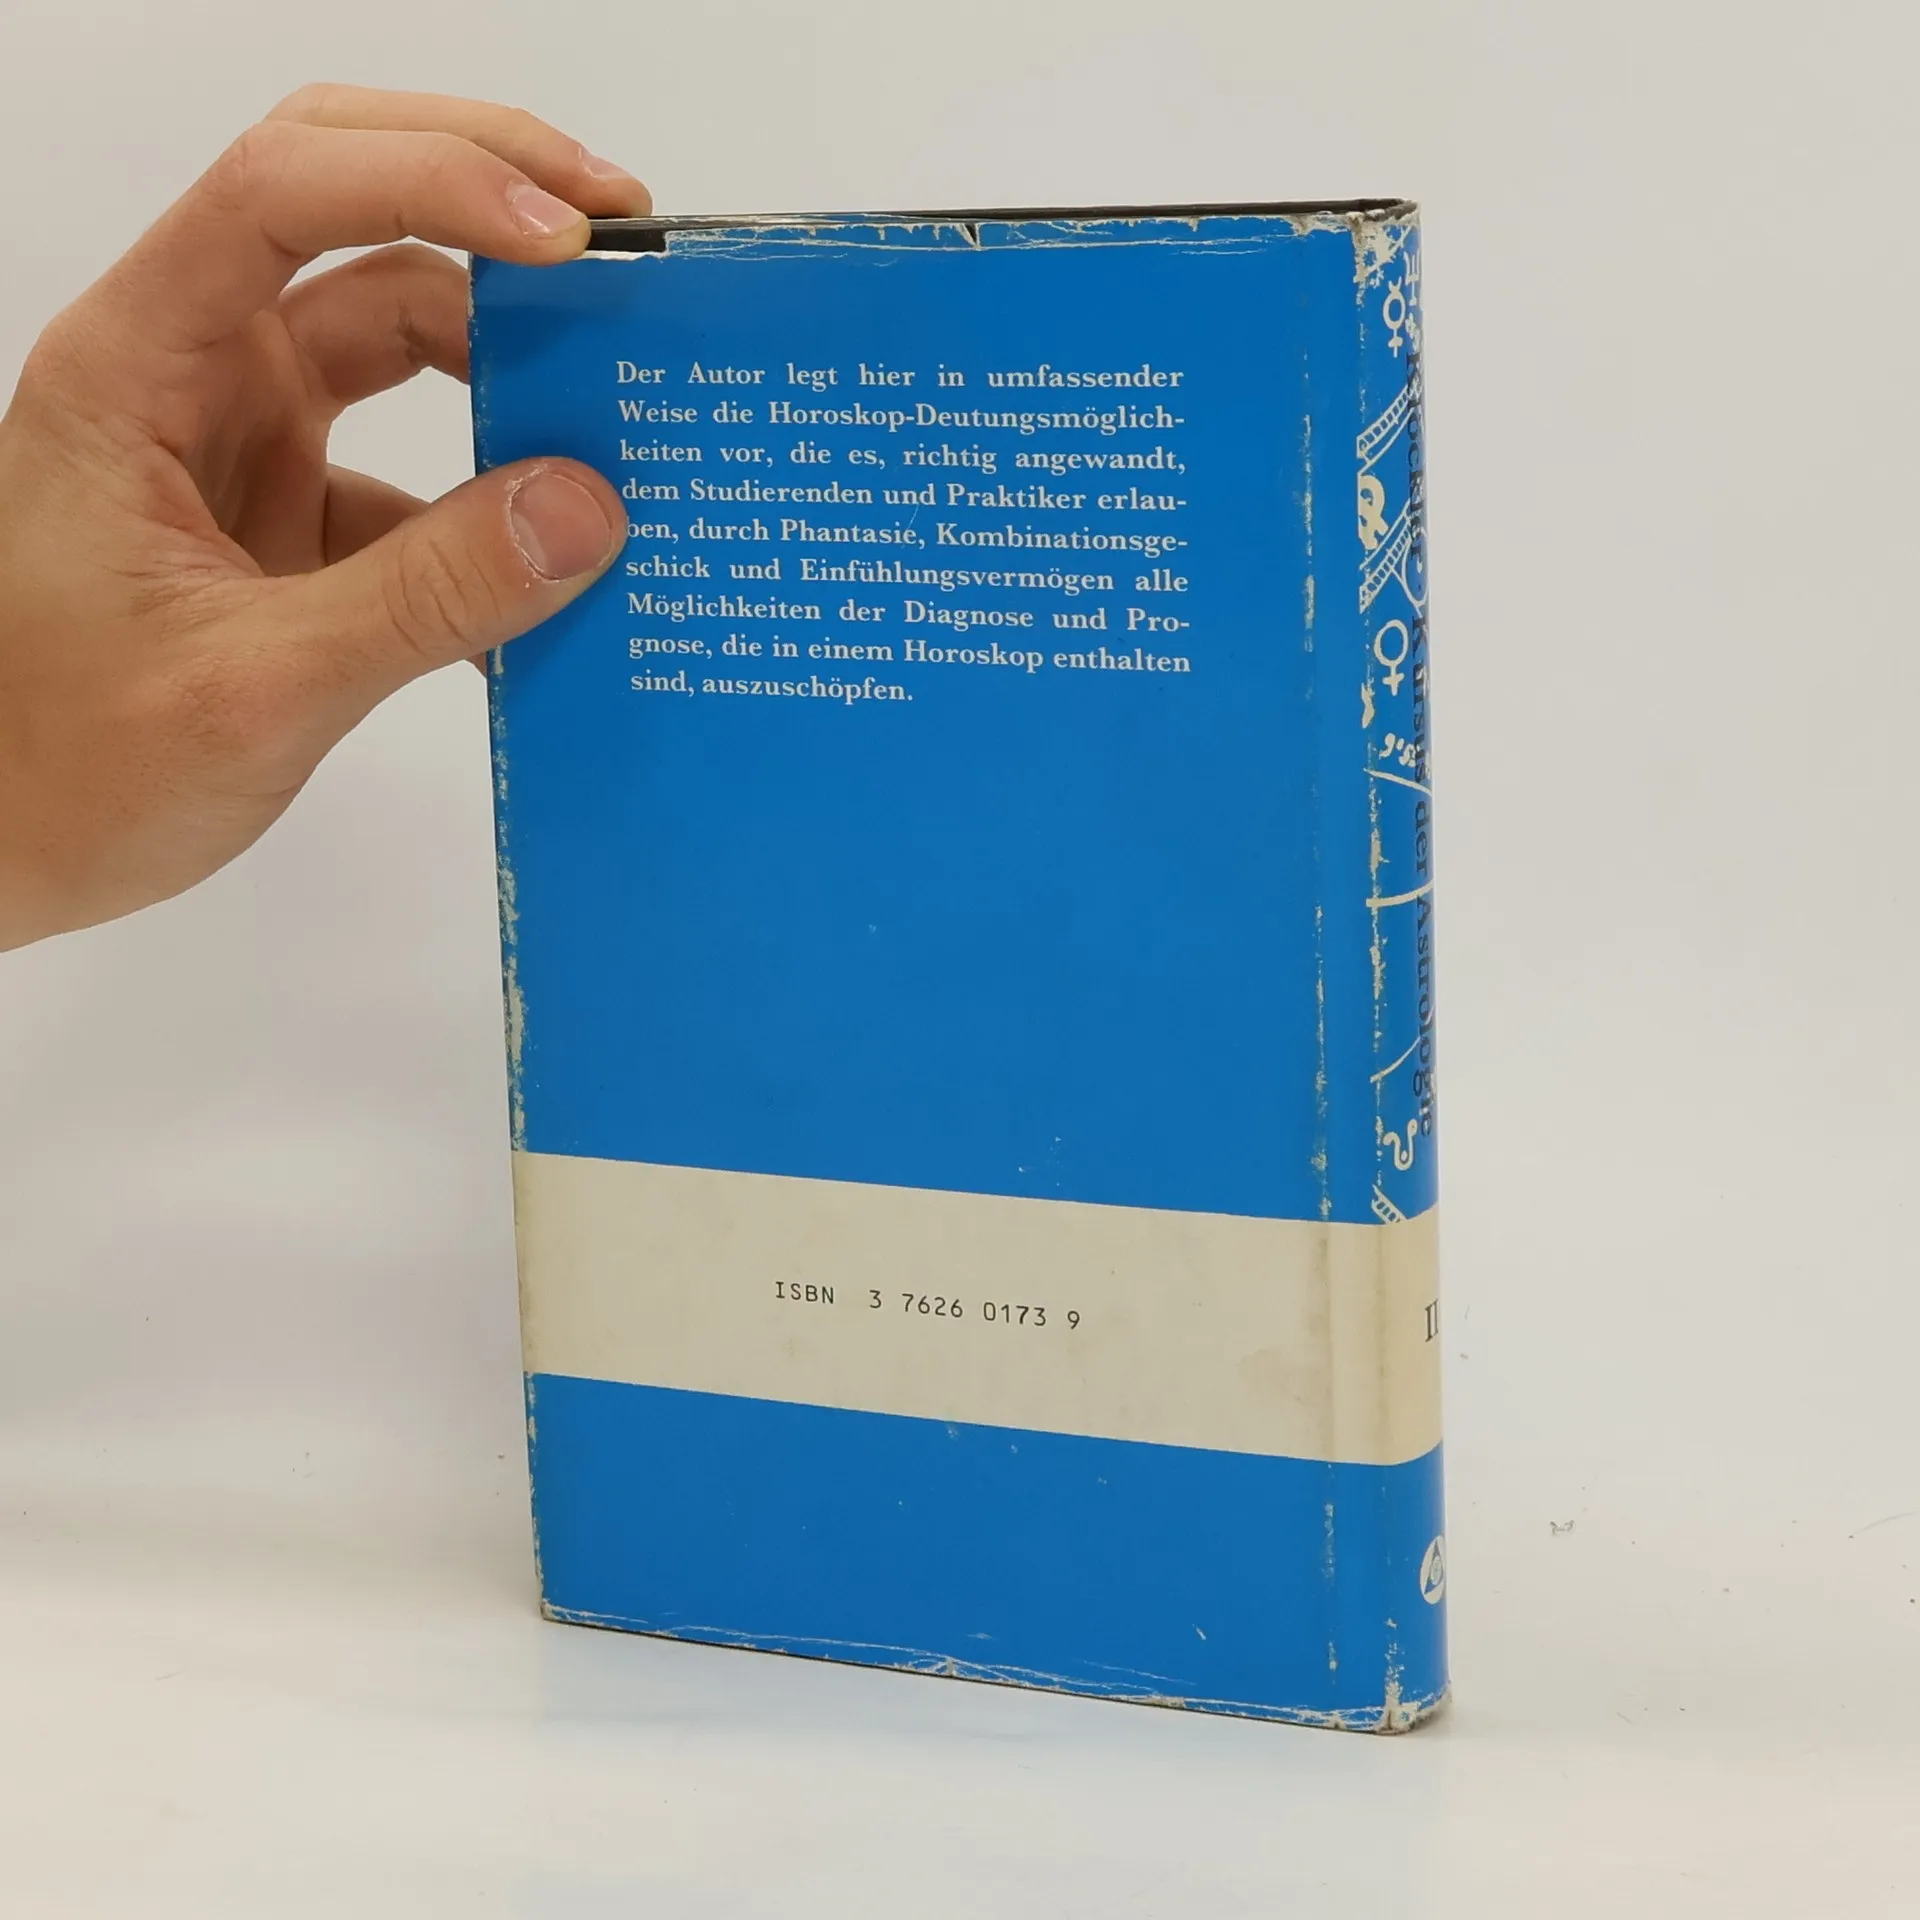 Der Autor legt hier in umfassender
Weise die Horoskop-Deutungsmöglich-
keiten vor, die es, richtig angewandt,
dem Studierenden und Praktiker erlau-
ben, durch Phantasie, Kombinationsge-
schick und Einfühlungsvermögen alle
Möglichkeiten der Diagnose und Pro-
gnose, die in einem Horoskop enthalten
sind, auszuschöpfen.
ISBN 3 7626 0173 9
der Astrologie
II